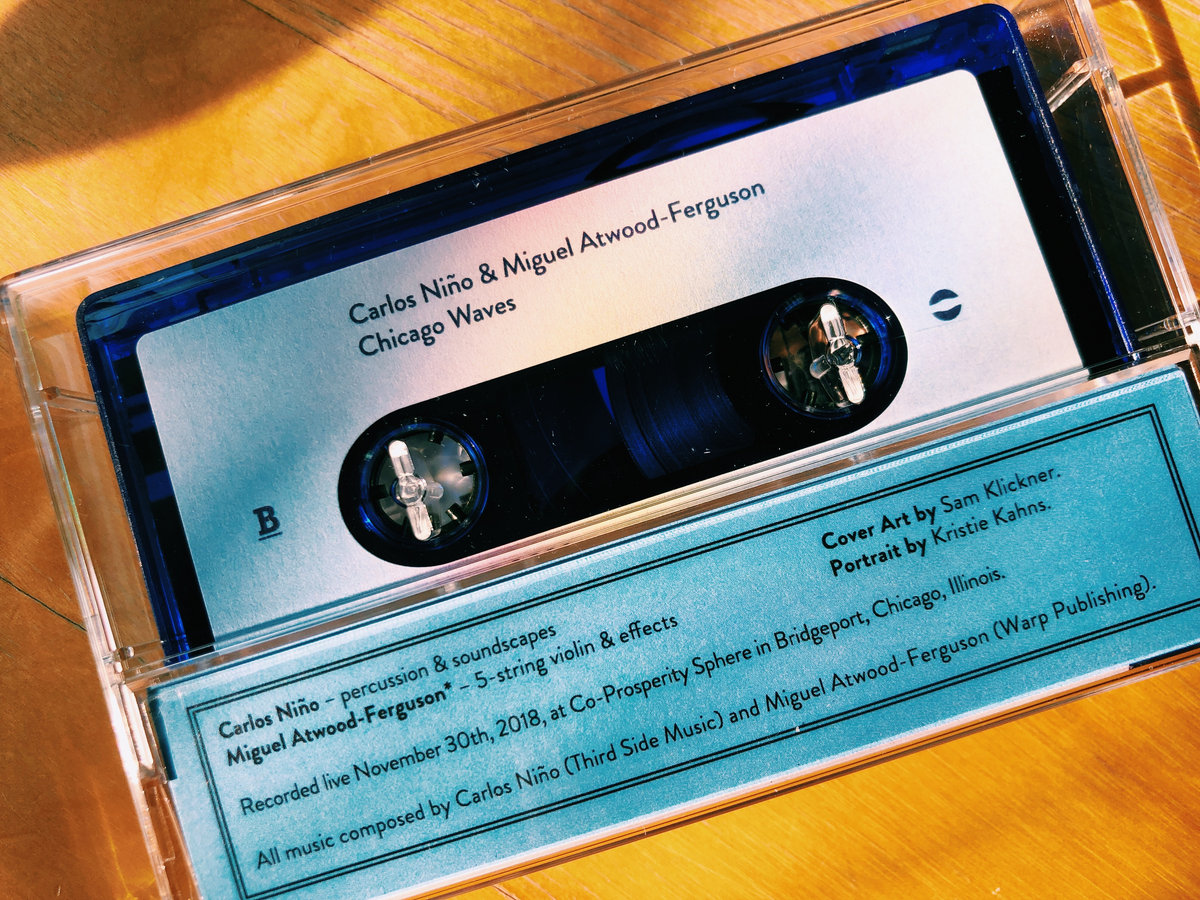 Carlos Niño & Miguel Atwood-Ferguson
Chicago Waves
B
Carlos Niño – percussion & soundscapes
Miguel Atwood-Ferguson* – 5-string violin & effects
Cover Art by Sam Klickner.
Portrait by Kristie Kahns.
Recorded live November 30th, 2018, at Co-Prosperity Sphere in Bridgeport, Chicago, Illinois.
All music composed by Carlos Niño (Third Side Music) and Miguel Atwood-Ferguson (Warp Publishing).